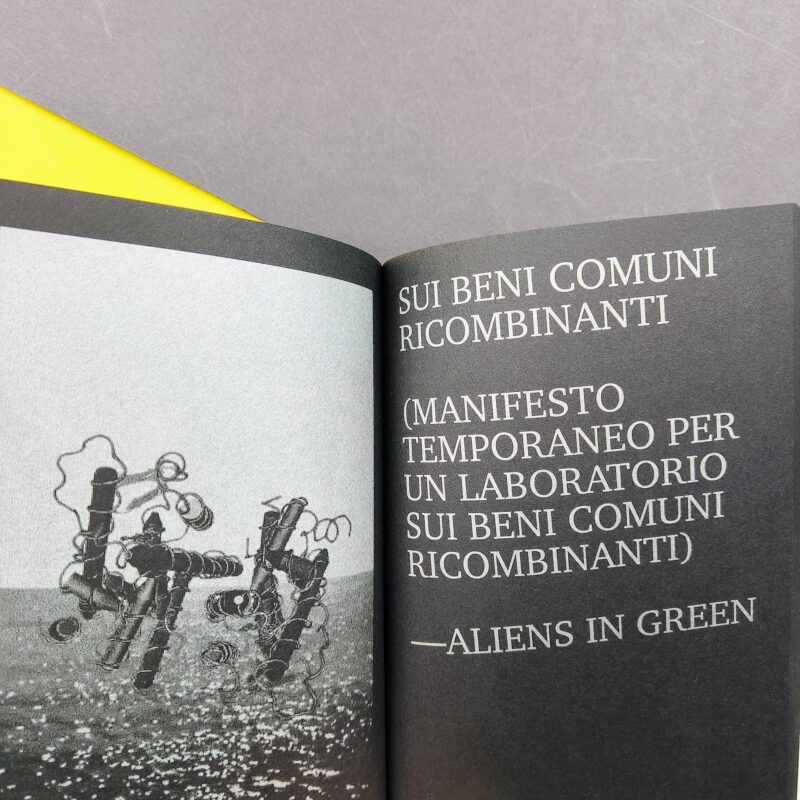 SUI BENI COMUNI
RICOMBINANTI
(MANIFESTO
TEMPORANEO PER
UN LABORATORIO
SUI BENI COMUNI
RICOMBINANTI)
—ALIENS IN GREEN